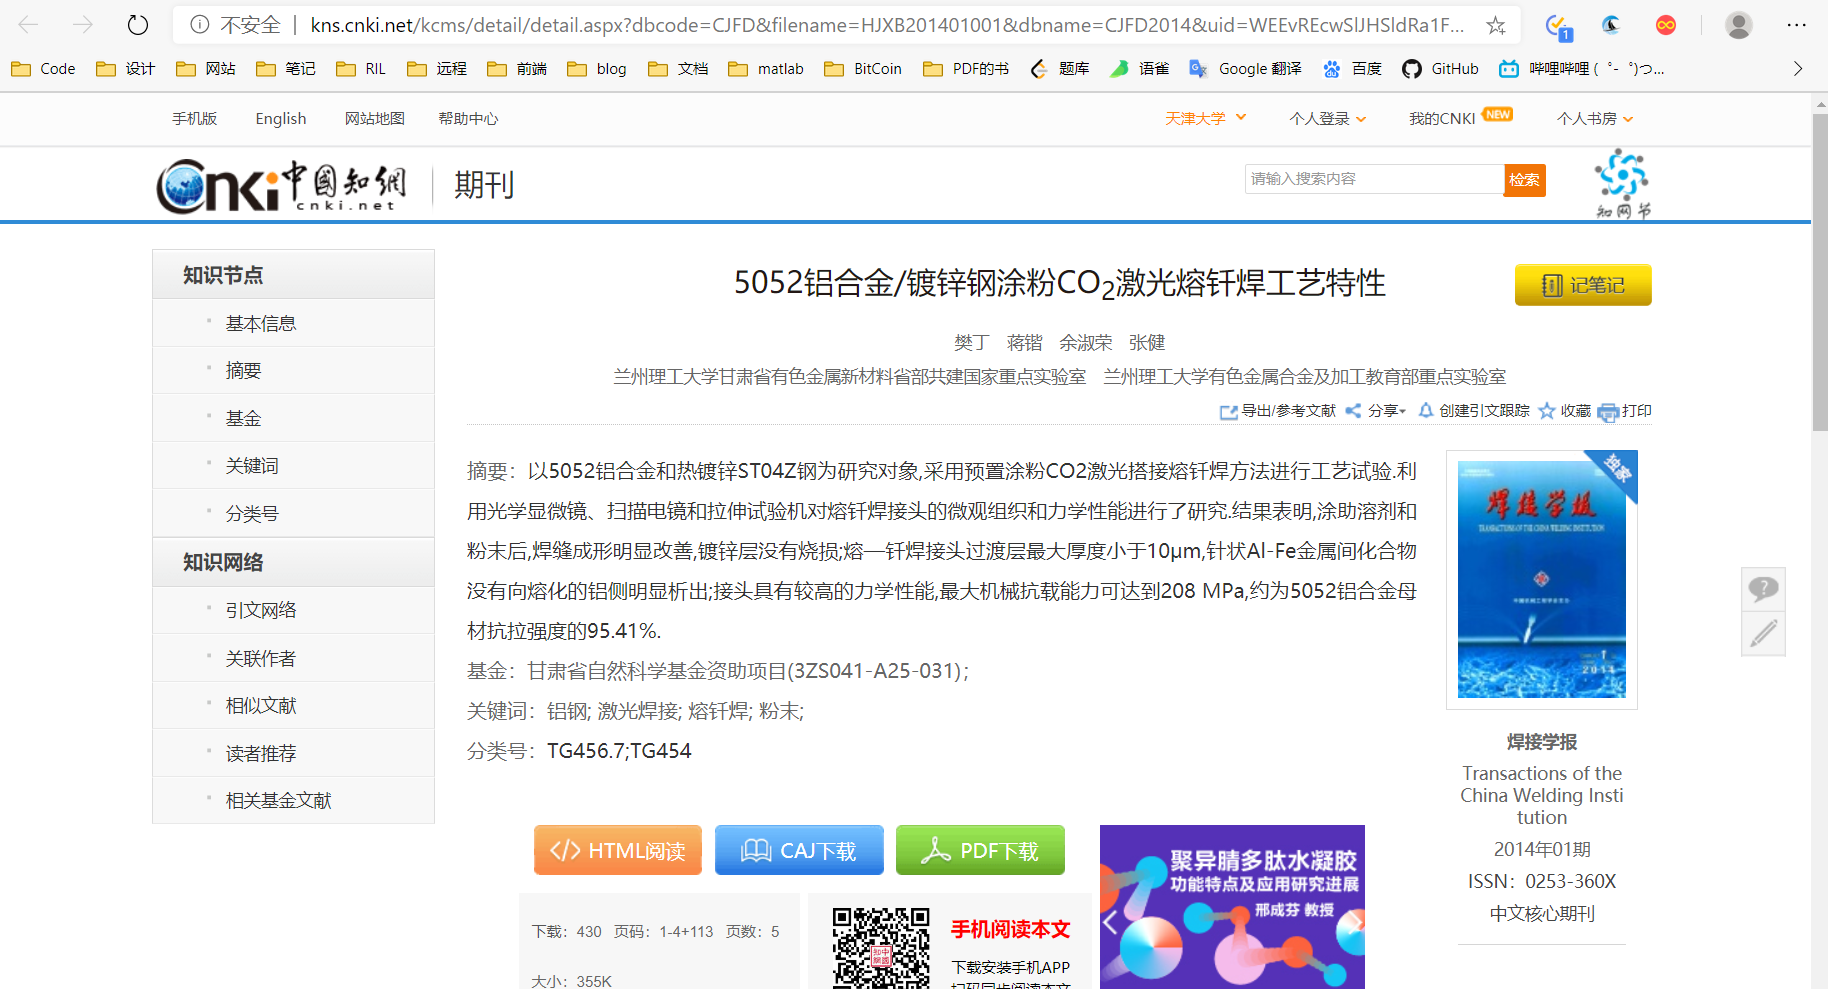 不安全 | kns.cnki.net/kcms/detail/detail.aspx?dbcode=CJFD&filename=HJXB201401001&dbname=CJFD2014&uid=WEEvREcwSlJHSldRa1F...
1
Code 设计 网站 笔记 RIL 远程 前端 blog 文档 matlab BitCoin PDF的书 题库 语雀 Google 翻译 百度 GitHub 哔哩哔哩 (゜-゜)つ...
手机版 English 网站地图 帮助中心 天津大学 个人登录 我的CNKI NEW 个人书房
Cnki中国知網 期刊 请输入搜索内容 检索
cnki.net 知网节
知识节点
基本信息
摘要
基金
关键词
分类号
知识网络
引文网络
关联作者
相似文献
读者推荐
相关基金文献
5052铝合金/镀锌钢涂粉CO2激光熔钎焊工艺特性
记笔记
樊丁 蒋锴 余淑荣 张健
兰州理工大学甘肃省有色金属新材料省部共建国家重点实验室 兰州理工大学有色金属合金及加工教育部重点实验室
导出/参考文献 分享 创建引文跟踪 收藏 打印
摘要：以5052铝合金和热镀锌ST04Z钢为研究对象,采用预置涂粉CO2激光搭接熔钎焊方法进行工艺试验.利
用光学显微镜、扫描电镜和拉伸试验机对熔钎焊接头的微观组织和力学性能进行了研究.结果表明,涂助溶剂和
粉末后,焊缝成形明显改善,镀锌层没有烧损;熔—钎焊接头过渡层最大厚度小于10μm,针状Al-Fe金属间化合物
没有向熔化的铝侧明显析出;接头具有较高的力学性能,最大机械抗载能力可达到208 MPa,约为5052铝合金母
材抗拉强度的95.41%.
基金：甘肃省自然科学基金资助项目(3ZS041-A25-031)；
关键词：铝钢; 激光焊接; 熔钎焊; 粉末;
分类号：TG456.7;TG454
独家
焊接学报
TRANSACTIONS OF THE CHINA WELDING INSTITUTION
1
2014
焊接学报
Transactions of the
China Welding Insti
tution
2014年01期
ISSN：0253-360X
中文核心期刊
HTML阅读 CAJ下载 PDF下载
下载：430 页码：1-4+113 页数：5
大小：355K
手机阅读本文
下载安装手机APP
扫码同步阅读本文
聚异腈多肽水凝胶
功能特点及应用研究进展
邢成芬 教授